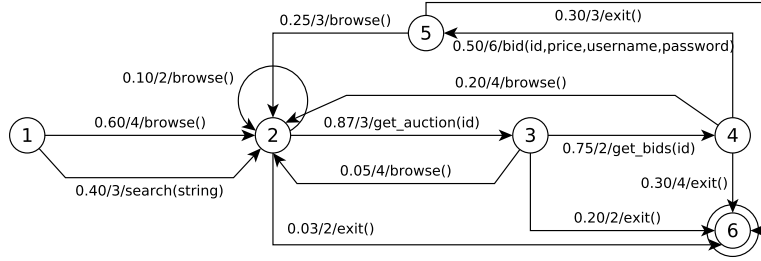 0.30/3/exit()
0.25/3/browse()
5
0.50/6/bid(id,price,username,password)
0.10/2/browse()
0.20/4/browse()
0.60/4/browse()
0.87/3/get_auction(id)
1
2
3
4
0.75/2/get_bids(id)
0.05/4/browse()
0.40/3/search(string)
0.30/4/exit()
0.20/2/exit()
0.03/2/exit()
6